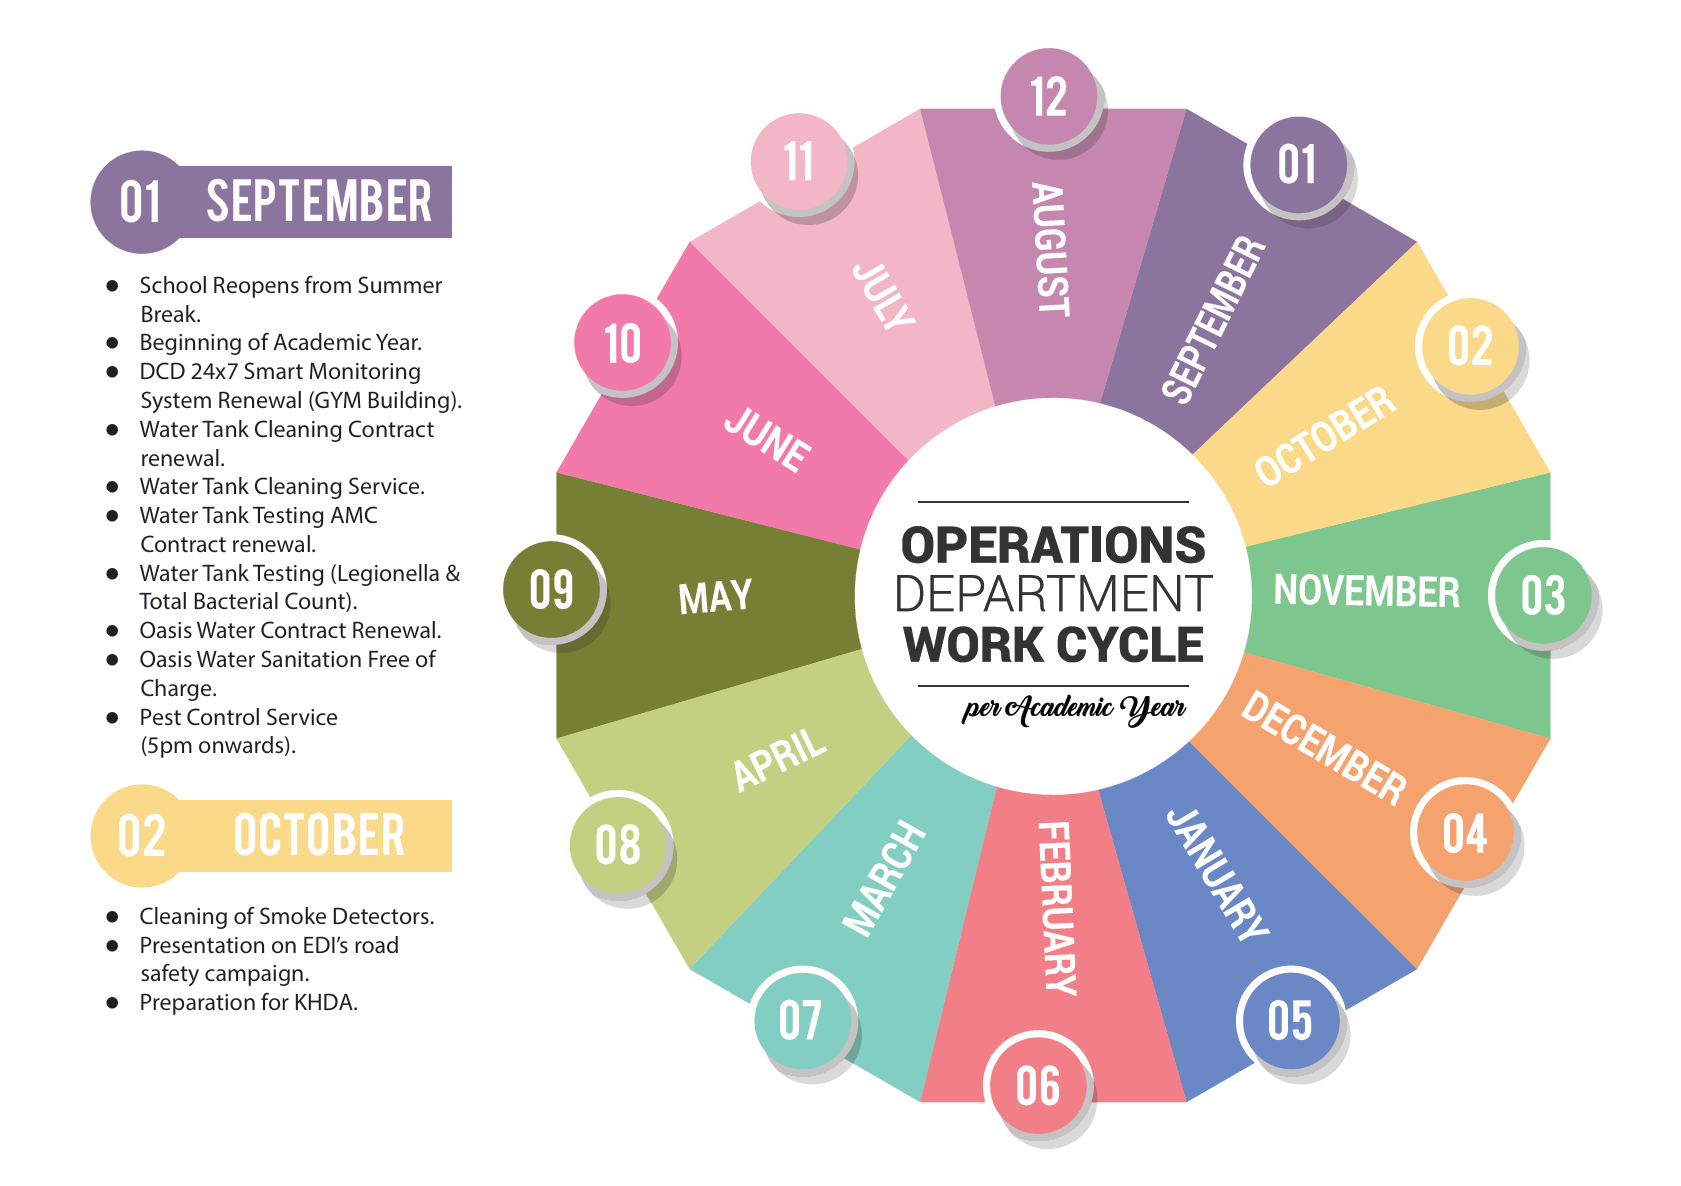 01 SEPTEMBER
● School Reopens from Summer
Break.
● Beginning of Academic Year.
● DCD 24x7 Smart Monitoring
System Renewal (GYM Building).
● Water Tank Cleaning Contract
renewal.
● Water Tank Cleaning Service.
● Water Tank Testing AMC
Contract renewal.
● Water Tank Testing (Legionella &
Total Bacterial Count).
● Oasis Water Contract Renewal.
● Oasis Water Sanitation Free of
Charge.
● Pest Control Service
(5pm onwards).
02 OCTOBER
● Cleaning of Smoke Detectors.
● Presentation on EDI’s road
safety campaign.
● Preparation for KHDA.
OPERATIONS
DEPARTMENT
WORK CYCLE
per Academic Year
01
SEPTEMBER
02
OCTOBER
03
NOVEMBER
04
DECEMBER
05
JANUARY
06
FEBRUARY
07
MARCH
08
APRIL
09
MAY
10
JUNE
11
JULY
12
AUGUST